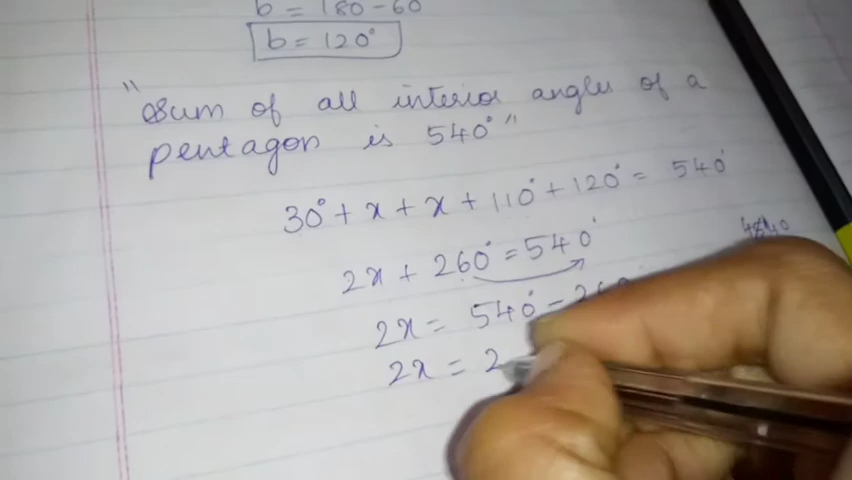 b = 180 - 60
b = 120°
"Sum of all interior angles of a
pentagon is 540°"
30° + x + x + 110° + 120° = 540°
2x + 260° = 540°
2x = 540° - 260
2x = 2